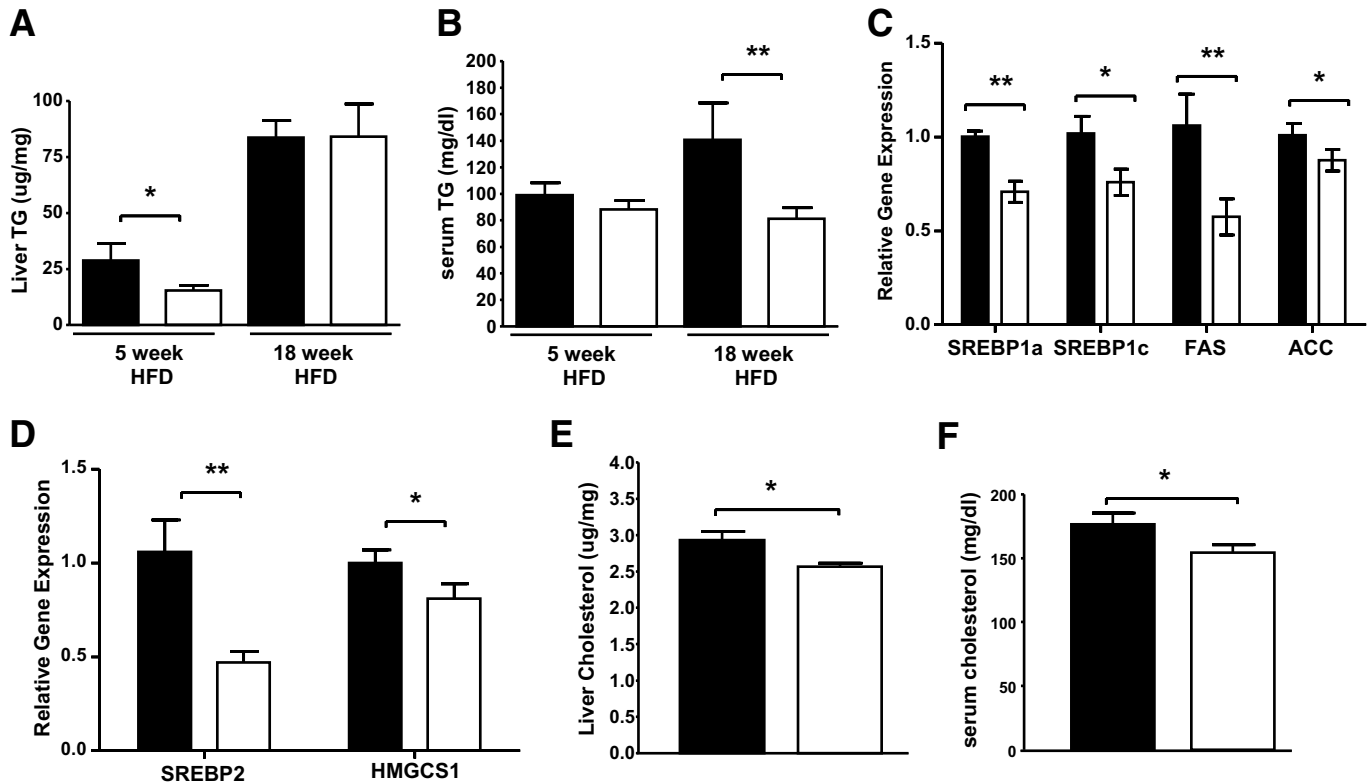 A
Liver TG (ug/mg)
100
75
50
25
0
*
5 week
HFD
18 week
HFD
B
serum TG (mg/dl)
200
180
160
140
120
100
80
60
40
20
0
**
5 week
HFD
18 week
HFD
C
Relative Gene Expression
1.5
1.0
0.5
0.0
** * ** *
SREBP1a SREBP1c FAS ACC
D
Relative Gene Expression
1.5
1.0
0.5
0.0
** *
SREBP2 HMGCS1
E
Liver Cholesterol (ug/mg)
4.0
3.5
3.0
2.5
2.0
1.5
1.0
0.5
0.0
*
F
serum cholesterol (mg/dl)
200
150
100
50
0
*